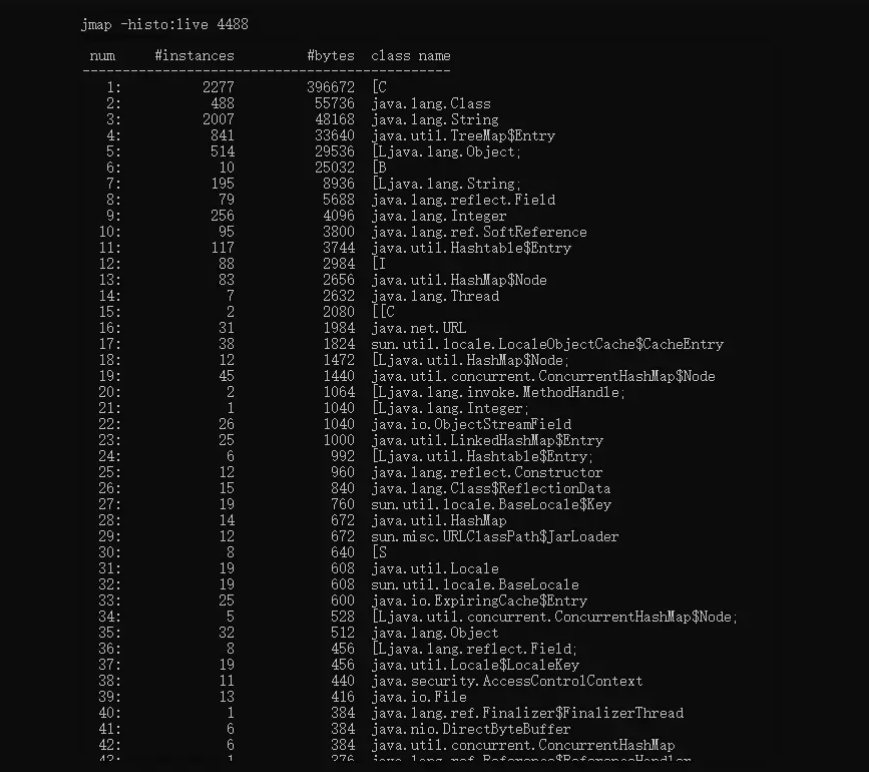 jmap -histo:live 4488
num #instances #bytes class name
----------------------------------------------
1: 2277 396672 [C
2: 488 55736 java.lang.Class
3: 2007 48168 java.lang.String
4: 841 33640 java.util.TreeMap$Entry
5: 514 29536 [Ljava.lang.Object;
6: 10 25032 [B
7: 195 8936 [Ljava.lang.String;
8: 79 5688 java.lang.reflect.Field
9: 256 4096 java.lang.Integer
10: 95 3800 java.lang.ref.SoftReference
11: 117 3744 java.util.Hashtable$Entry
12: 88 2984 [I
13: 83 2656 java.util.HashMap$Node
14: 7 2632 java.lang.Thread
15: 2 2080 [[C
16: 31 1984 java.net.URL
17: 38 1824 sun.util.locale.LocaleObjectCache$CacheEntry
18: 12 1472 [Ljava.util.HashMap$Node;
19: 45 1440 java.util.concurrent.ConcurrentHashMap$Node
20: 2 1064 [Ljava.lang.invoke.MethodHandle;
21: 1 1040 [Ljava.lang.Integer;
22: 26 1040 java.io.ObjectStreamField
23: 25 1000 java.util.LinkedHashMap$Entry
24: 6 992 [Ljava.util.Hashtable$Entry;
25: 12 960 java.lang.reflect.Constructor
26: 15 840 java.lang.Class$ReflectionData
27: 19 760 sun.util.locale.BaseLocale$Key
28: 14 672 java.util.HashMap
29: 12 672 sun.misc.URLClassPath$JarLoader
30: 8 640 [S
31: 19 608 java.util.Locale
32: 19 608 sun.util.locale.BaseLocale
33: 25 600 java.io.ExpiringCache$Entry
34: 5 528 [Ljava.util.concurrent.ConcurrentHashMap$Node;
35: 32 512 java.lang.Object
36: 8 456 [Ljava.lang.reflect.Field;
37: 19 456 java.util.Locale$LocaleKey
38: 11 440 java.security.AccessControlContext
39: 13 416 java.io.File
40: 1 384 java.lang.ref.Finalizer$FinalizerThread
41: 6 384 java.nio.DirectByteBuffer
42: 6 384 java.util.concurrent.ConcurrentHashMap
43: 1 376 java.lang.ref.Reference$ReferenceHandler